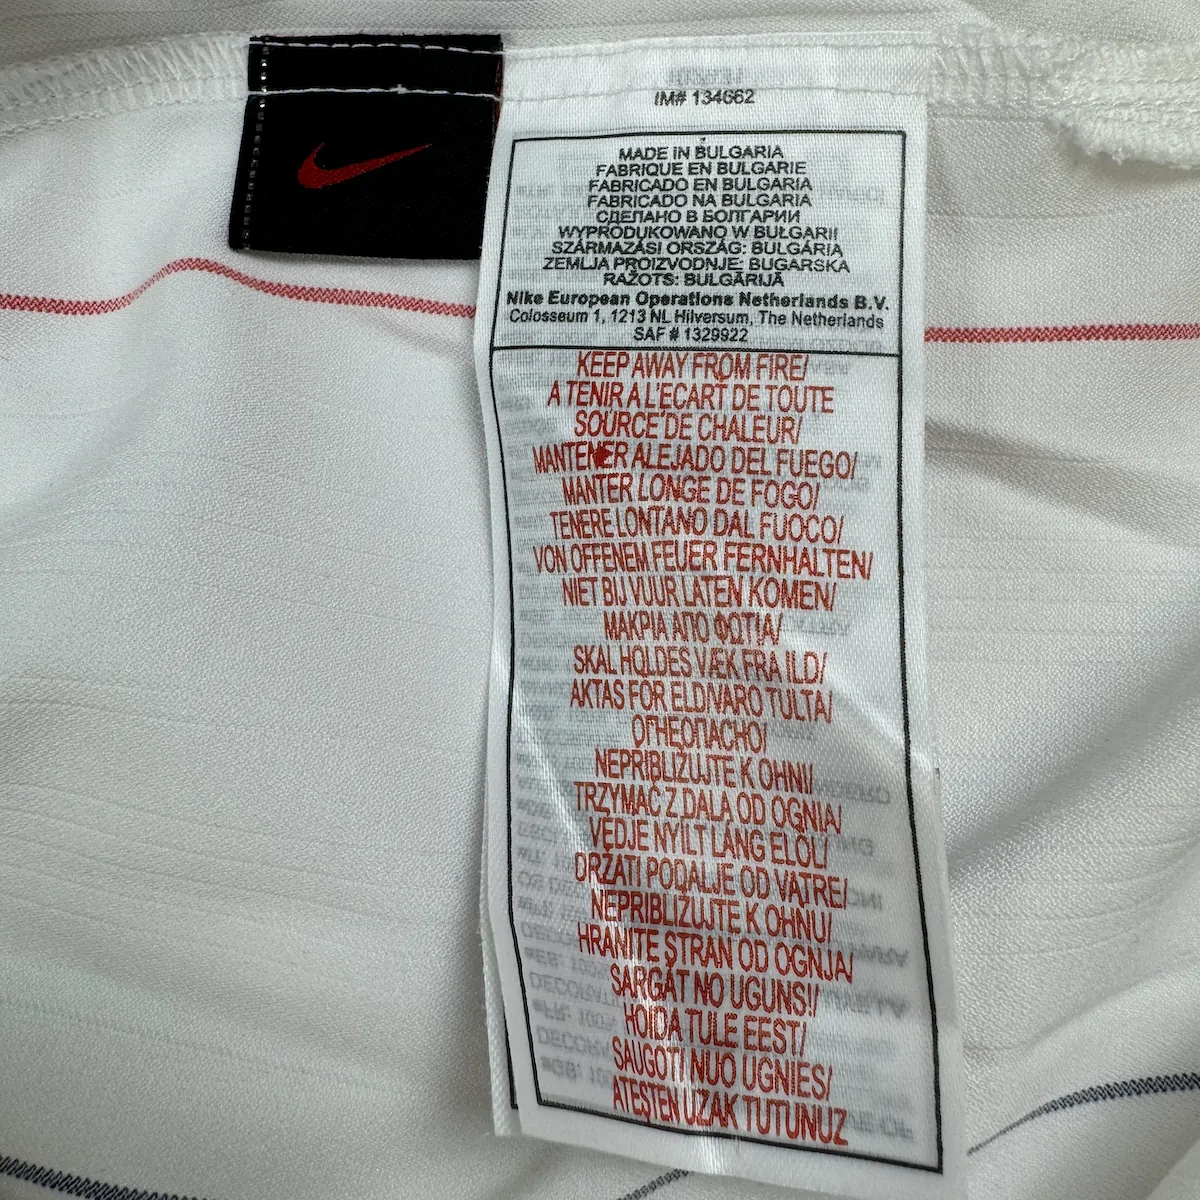 IM# 134662
MADE IN BULGARIA
FABRIQUE EN BULGARIE
FABRICADO EN BULGARIA
FABRICADO NA BULGARIA
СДЕЛАНО В БОЛГАРИИ
WYPRODUKOWANO W BUŁGARII
SZÁRMAZÁSI ORSZÁG: BULGÁRIA
ZEMLJA PROIZVODNJE: BUGARSKA
RAŽOTS: BULGĀRIJĀ
Nike European Operations Netherlands B.V.
Colosseum 1, 1213 NL Hilversum, The Netherlands
SAF # 1329922
KEEP AWAY FROM FIRE/
A TENIR A L'ECART DE TOUTE
SOURCE DE CHALEUR/
MANTENER ALEJADO DEL FUEGO/
MANTER LONGE DE FOGO/
TENERE LONTANO DAL FUOCO/
VON OFFENEM FEUER FERNHALTEN/
NIET BIJ VUUR LATEN KOMEN/
ΜΑΚΡΙΑ ΑΠΟ ΦΩΤΙΑ/
SKAL HOLDES VÆK FRA ILD/
AKTAS FÖR ELDIVARO TULTA/
ОГНЕОПАСНО/
NEPRIBLIŽUJTE K OHNI/
TRZYMAĆ Z DALA OD OGNIA/
VÉDJE NYÍLT LÁNG ELÖL/
DRŽATI PODALJE OD VATRE/
NEPRIBLIŽUJTE K OHNU/
HRANITE STRAN OD OGNJA/
SARGĀT NO UGUNS!/
HOIDA TULE EEST/
SAUGOTI NUO UGNIES/
ATEŞTEN UZAK TUTUNUZ